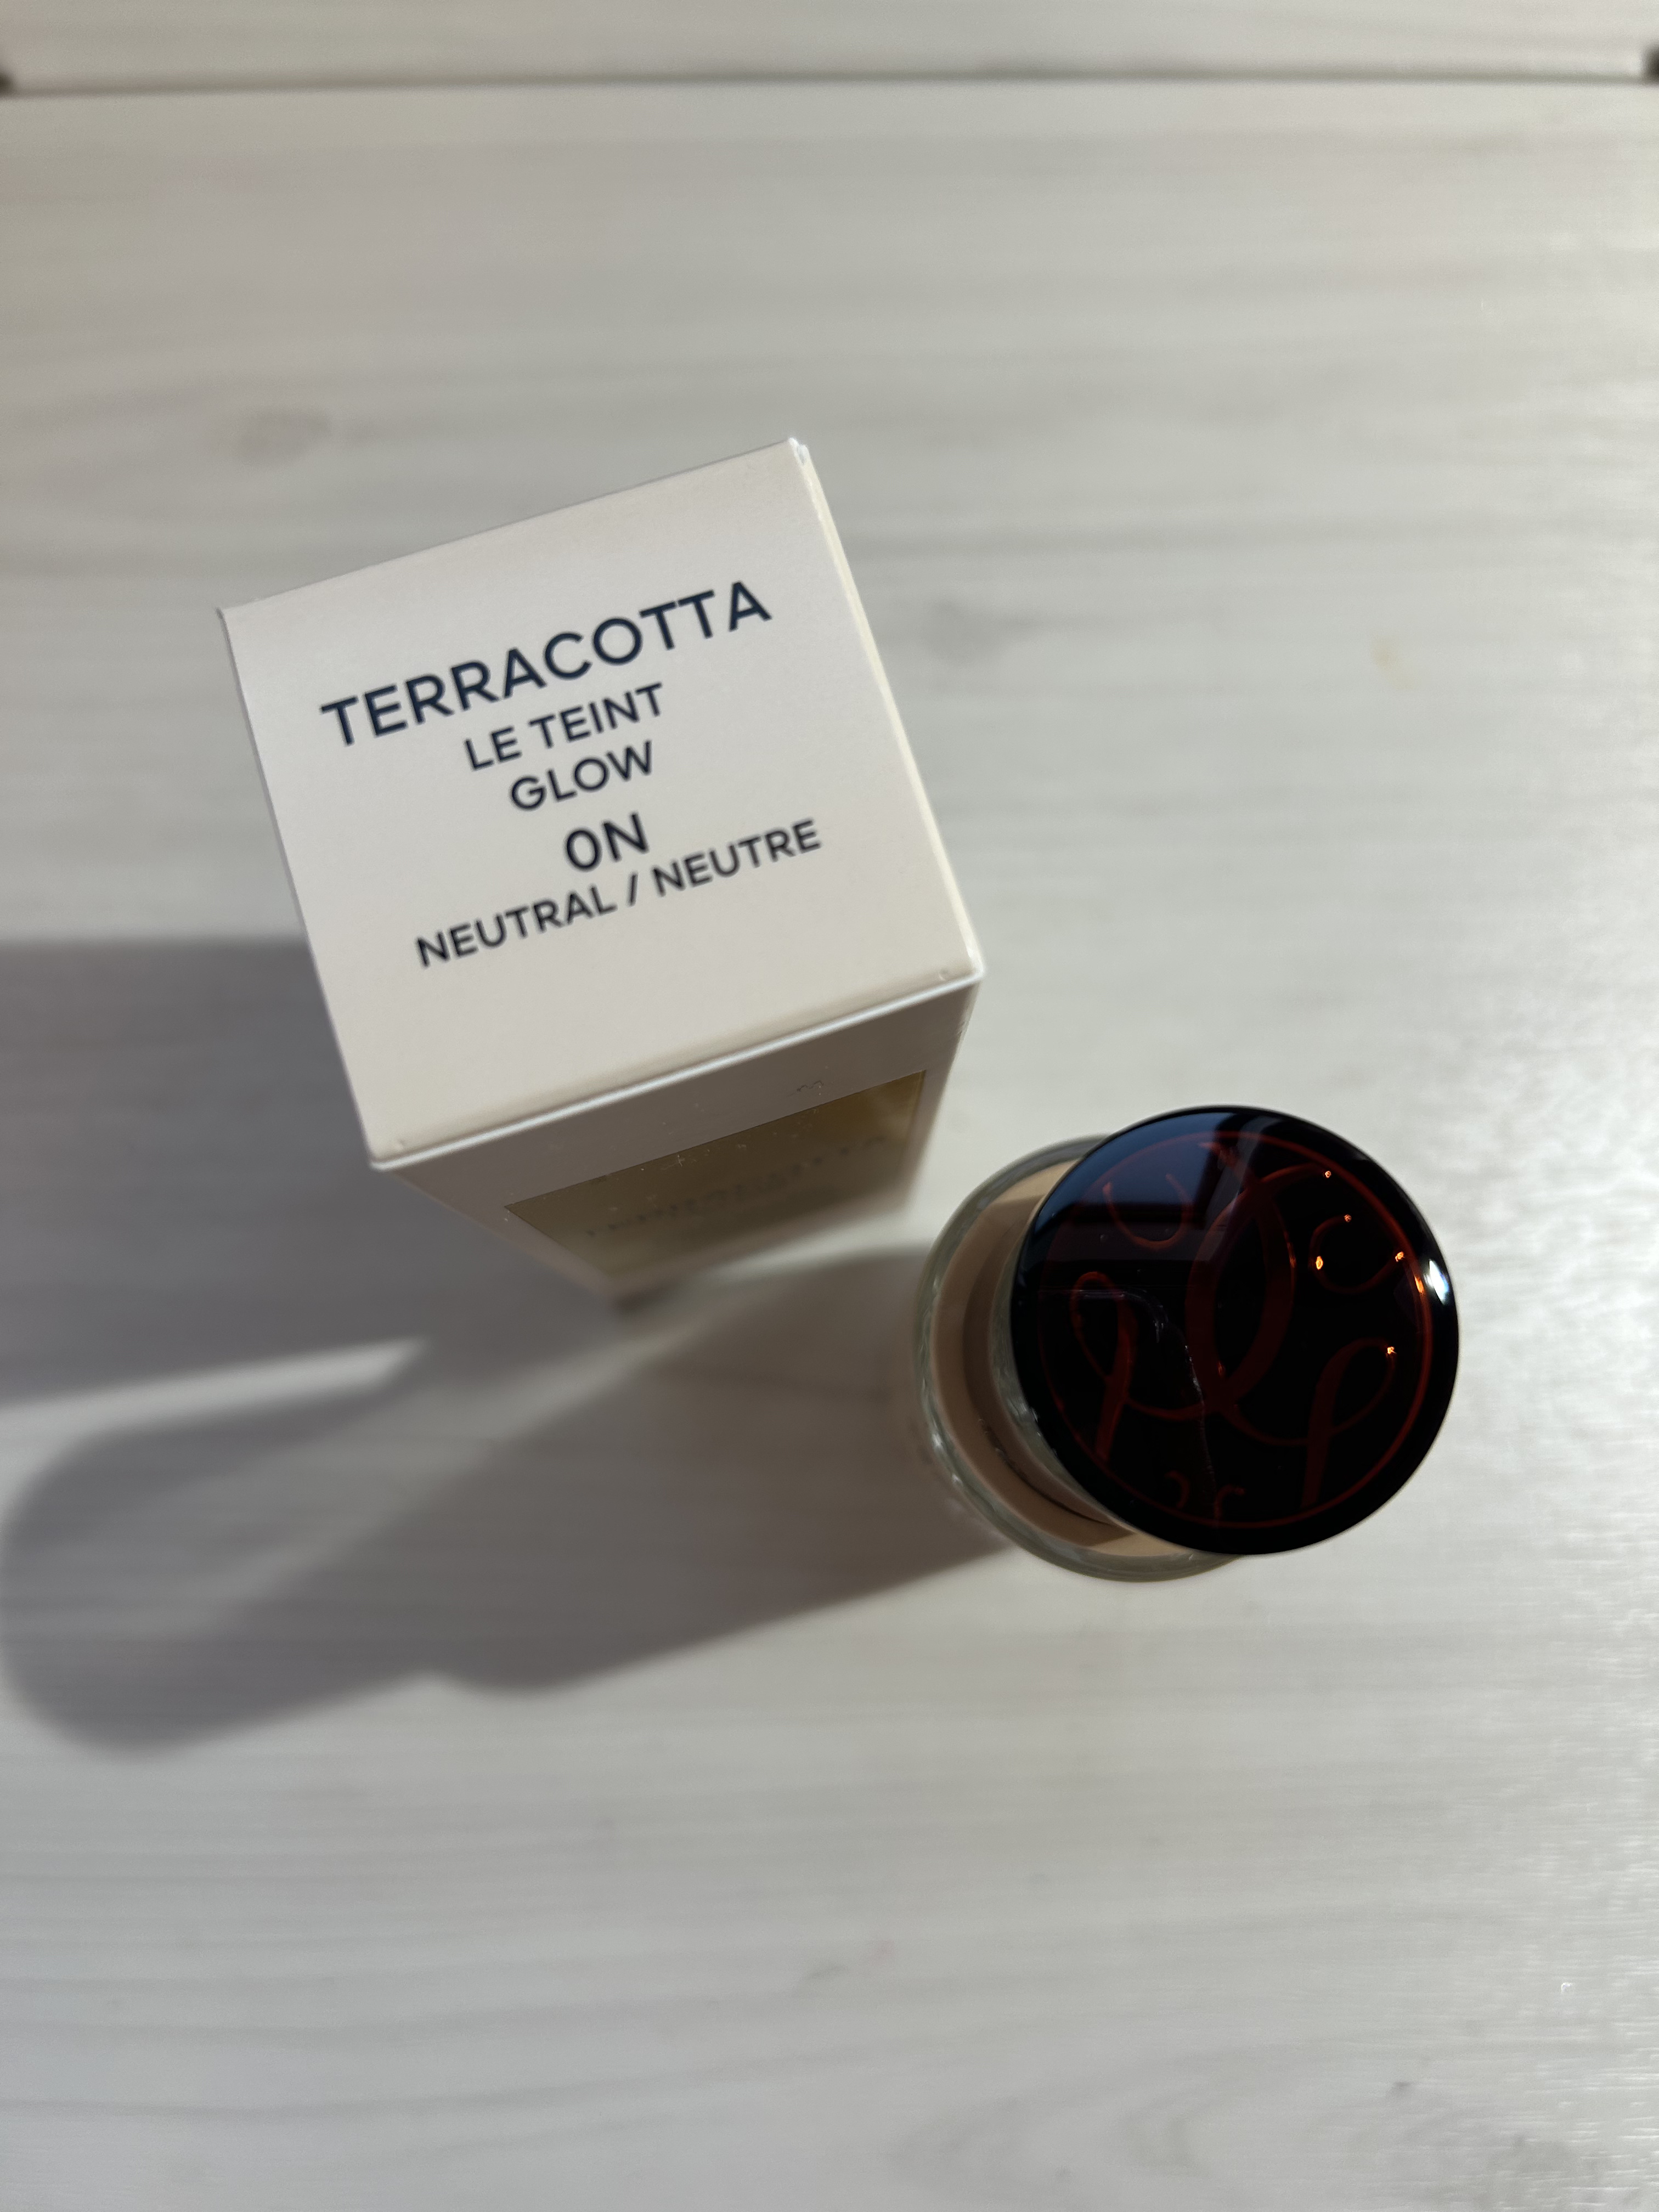 TERRACOTTA
LE TEINT
GLOW
0N
NEUTRAL / NEUTRE